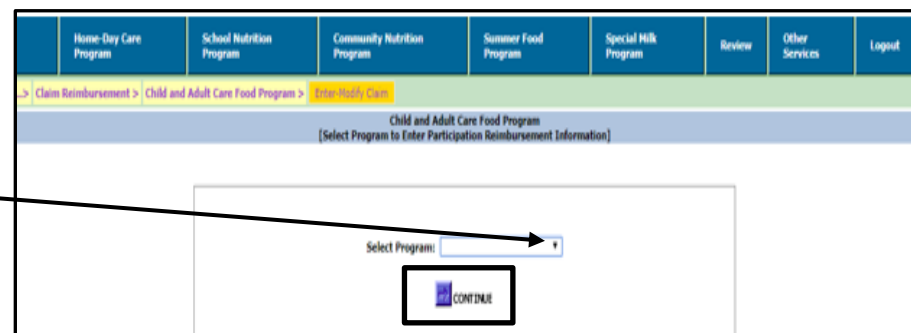 Home-Day Care Program
School Nutrition Program
Community Nutrition Program
Summer Food Program
Special Milk Program
Review
Other Services
Logout
..> Claim Reimbursement > Child and Adult Care Food Program > Enter-Modify Claim
Child and Adult Care Food Program
[Select Program to Enter Participation Reimbursement Information]
Select Program:
CONTINUE